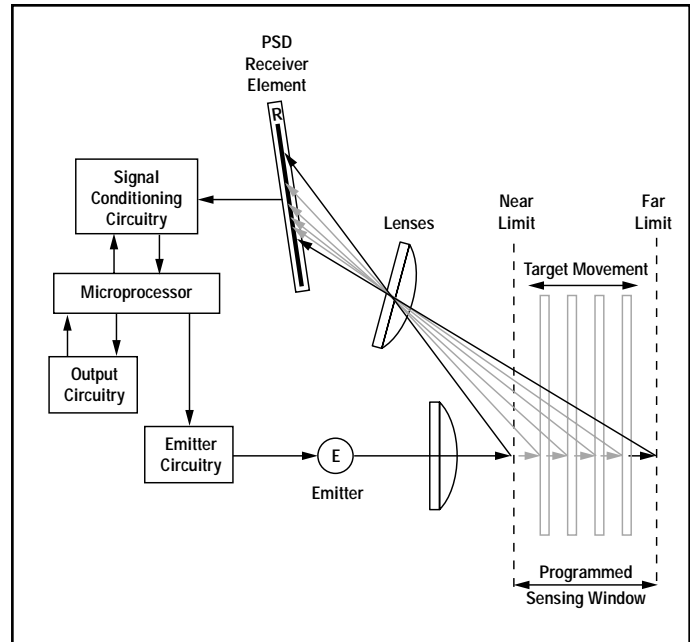 PSD
Receiver
Element
R
Signal
Conditioning
Circuitry
Near
Limit
Far
Limit
Lenses
Target Movement
Microprocessor
Output
Circuitry
Emitter
Circuitry
E
Emitter
Programmed
Sensing Window